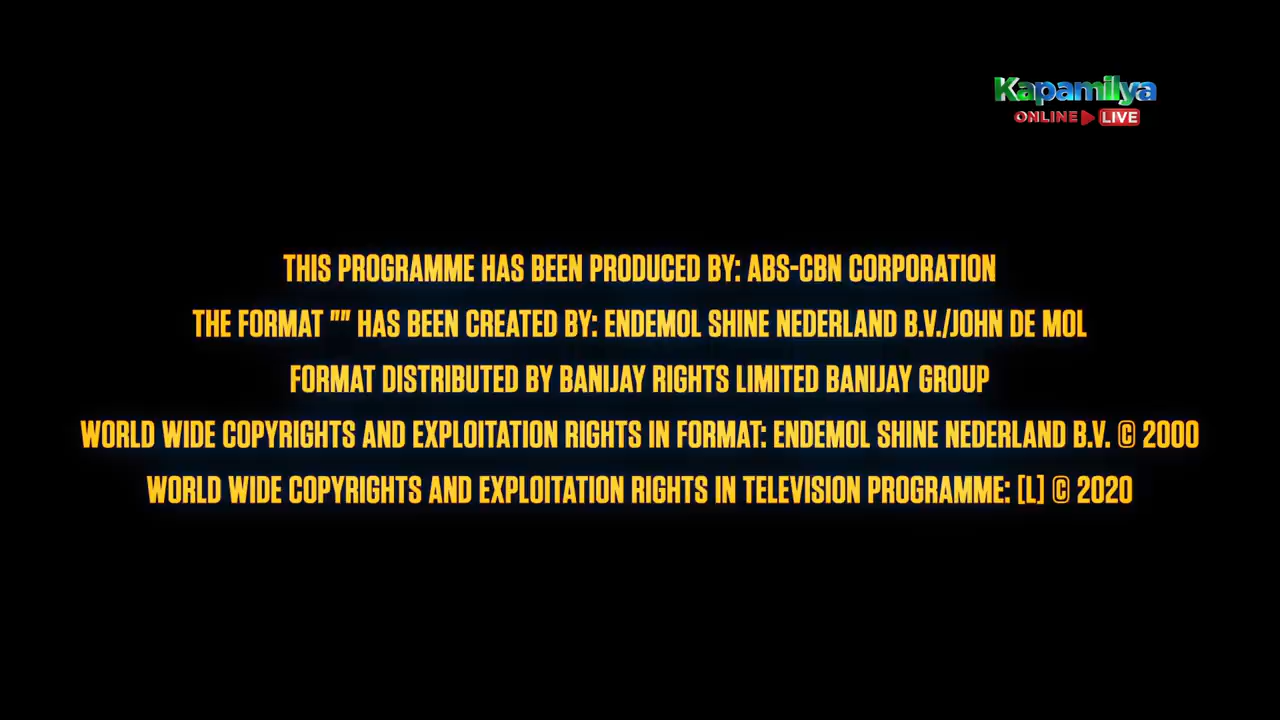 Kapamilya
ONLINE LIVE
THIS PROGRAMME HAS BEEN PRODUCED BY: ABS-CBN CORPORATION
THE FORMAT "" HAS BEEN CREATED BY: ENDEMOL SHINE NEDERLAND B.V./JOHN DE MOL
FORMAT DISTRIBUTED BY BANIJAY RIGHTS LIMITED BANIJAY GROUP
WORLD WIDE COPYRIGHTS AND EXPLOITATION RIGHTS IN FORMAT: ENDEMOL SHINE NEDERLAND B.V. © 2000
WORLD WIDE COPYRIGHTS AND EXPLOITATION RIGHTS IN TELEVISION PROGRAMME: [L] © 2020